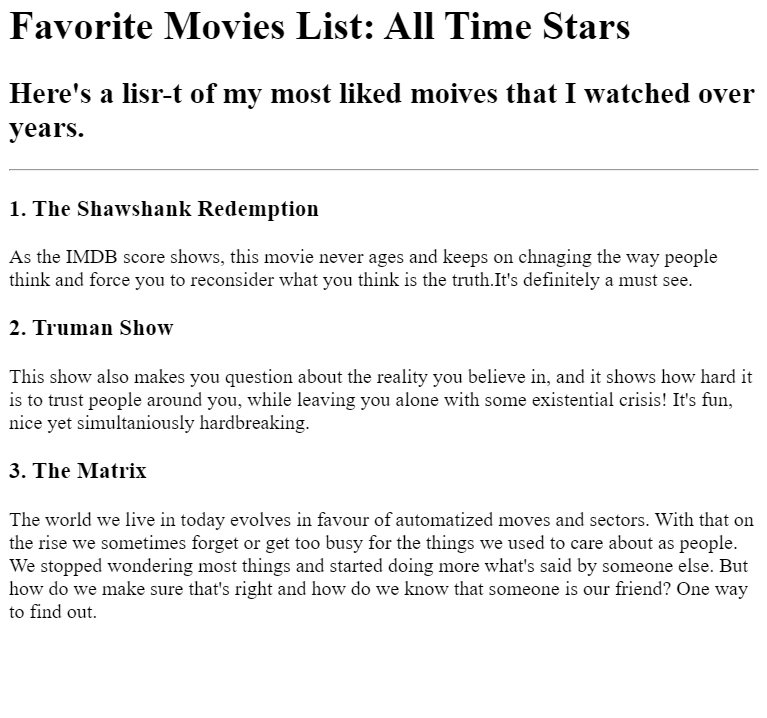 Favorite Movies List: All Time Stars
Here's a lisr-t of my most liked moives that I watched over
years.
1. The Shawshank Redemption
As the IMDB score shows, this movie never ages and keeps on chnaging the way people
think and force you to reconsider what you think is the truth.It's definitely a must see.
2. Truman Show
This show also makes you question about the reality you believe in, and it shows how hard it
is to trust people around you, while leaving you alone with some existential crisis! It's fun,
nice yet simultaniously hardbreaking.
3. The Matrix
The world we live in today evolves in favour of automatized moves and sectors. With that on
the rise we sometimes forget or get too busy for the things we used to care about as people.
We stopped wondering most things and started doing more what's said by someone else. But
how do we make sure that's right and how do we know that someone is our friend? One way
to find out.